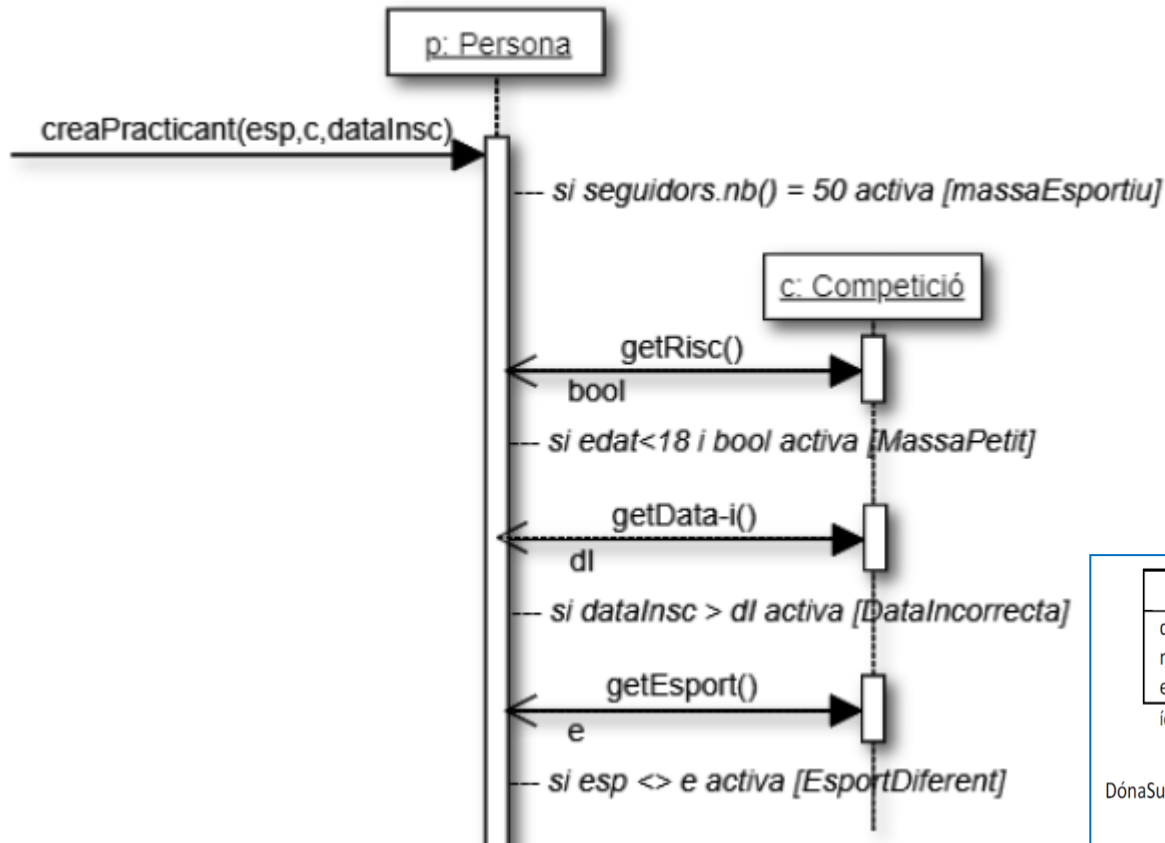 p: Persona
creaPracticant(esp,c,dataInsc)
--- si seguidors.nb() = 50 activa [massaEsportiu]
c: Competició
getRisc()
bool
--- si edat<18 i bool activa [MassaPetit]
getData-i()
dI
--- si dataInsc > dI activa [DataIncorrecta]
getEsport()
e
--- si esp <> e activa [EsportDiferent]
DónaSu